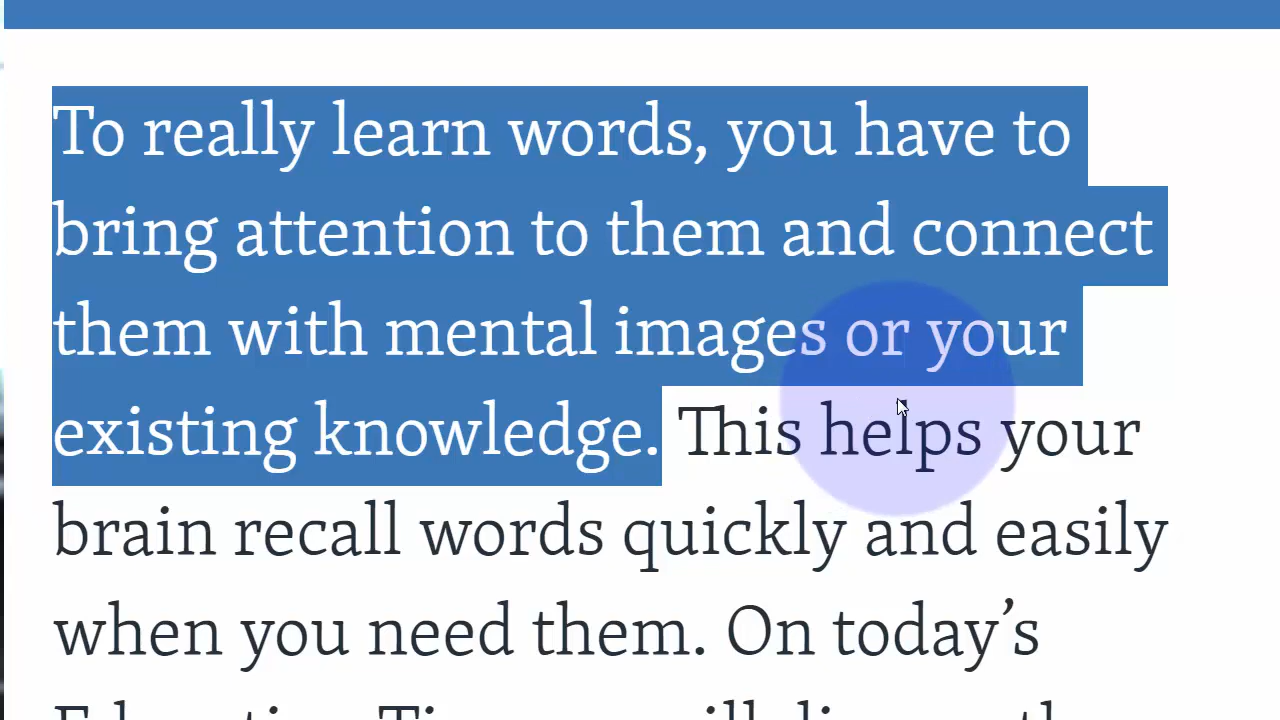 To really learn words, you have to
bring attention to them and connect
them with mental images or your
existing knowledge. This helps your
brain recall words quickly and easily
when you need them. On today’s